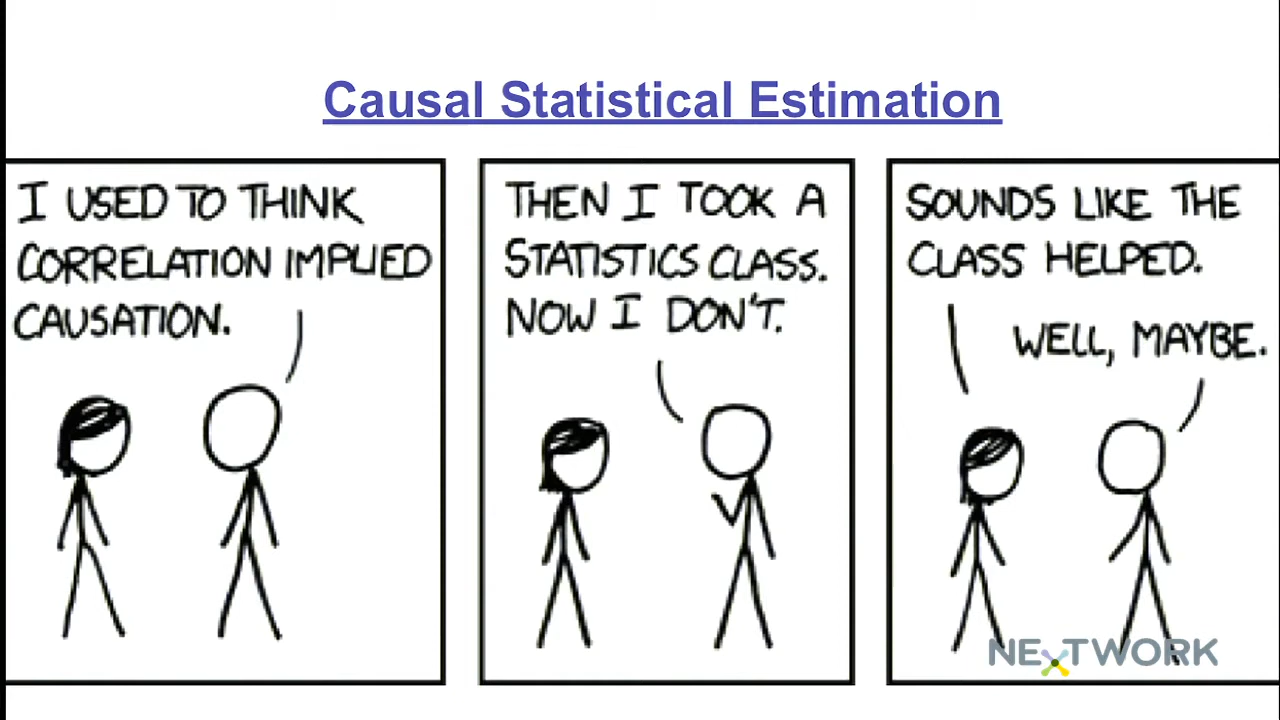 Causal Statistical Estimation
I USED TO THINK
CORRELATION IMPLIED
CAUSATION.
THEN I TOOK A
STATISTICS CLASS.
NOW I DON'T.
SOUNDS LIKE THE
CLASS HELPED.
WELL, MAYBE.
NEXTWORK